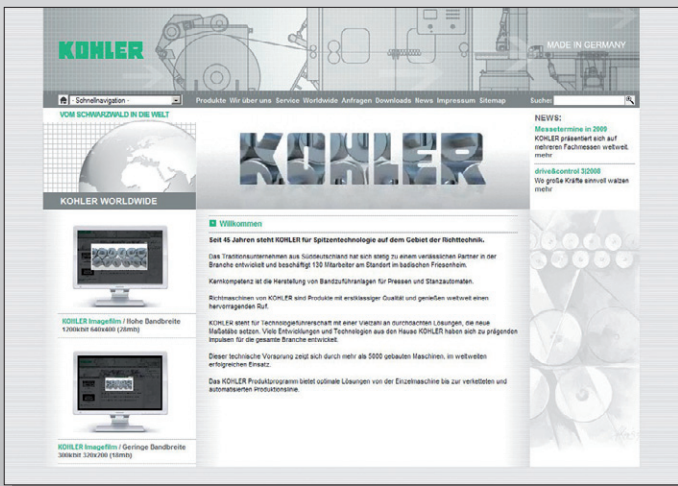 KOHLER
MADE IN GERMANY
- Schnellnavigation -
Produkte Wir über uns Service Worldwide Anfragen Downloads News Impressum Sitemap
Suche:
VOM SCHWARZWALD IN DIE WELT
KOHLER WORLDWIDE
KOHLER
NEWS:
Messetermine in 2009
KOHLER präsentiert sich auf
mehreren Fachmessen weltweit.
mehr
drive&control 3|2008
Wo große Kräfte sinnvoll walzen
mehr
Willkommen
Seit 45 Jahren steht KOHLER für Spitzentechnologie auf dem Gebiet der Richttechnik.
Das Traditionsunternehmen aus Süddeutschland hat sich stetig zu einem verlässlichen Partner in der
Branche entwickelt und beschäftigt 130 Mitarbeiter am Standort im badischen Friesenheim.
Kernkompetenz ist die Herstellung von Bandzuführanlagen für Pressen und Stanzautomaten.
Richtmaschinen von KOHLER sind Produkte mit erstklassiger Qualität und genießen weltweit einen
hervorragenden Ruf.
KOHLER steht für Technologieführerschaft mit einer Vielzahl an durchdachten Lösungen, die neue
Maßstäbe setzen. Viele Entwicklungen und Technologien aus dem Hause KOHLER haben sich zu prägenden
Impulsen für die gesamte Branche entwickelt.
Dieser technische Vorsprung zeigt sich durch mehr als 5000 gebauten Maschinen, im weltweiten
erfolgreichen Einsatz.
Das KOHLER Produktprogramm bietet optimale Lösungen von der Einzelmaschine bis zur verketteten und
automatisierten Produktionslinie.
KOHLER Imagefilm / Hohe Bandbreite
1200kbit 640x400 (28mb)
KOHLER Imagefilm / Geringe Bandbreite
300kbit 320x200 (10mb)